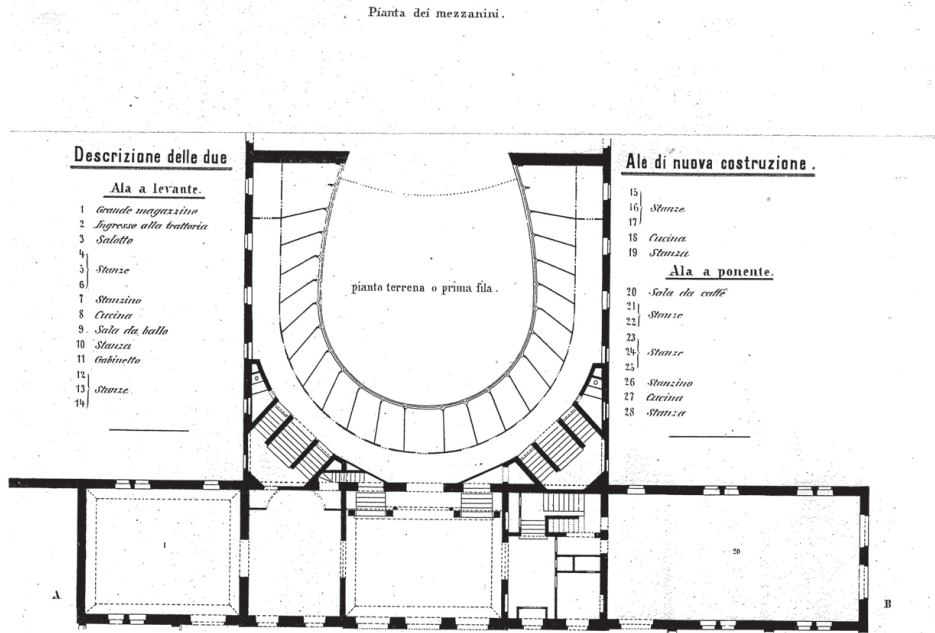 Pianta dei mezzanini.
Descrizione delle due
Ala a levante.
1 Grande magazzino
2 Ingresso alla trattoria
3 Salotto
4
5 Stanze
6
7 Stanzino
8 Cucina
9. Sala da ballo
10 Stanza
11 Gabinetto
12
13 Stanze
14
pianto terreno o prima fila.
Ale di nuova costruzione.
15
16 Stanze
17
18 Cucina
19 Stanza
Ala a ponente.
20 Sala da caffè
21
22 Stanze
23
24 Stanze
25
26 Stanzino
27 Cucina
28 Stanza
1
20
A
B